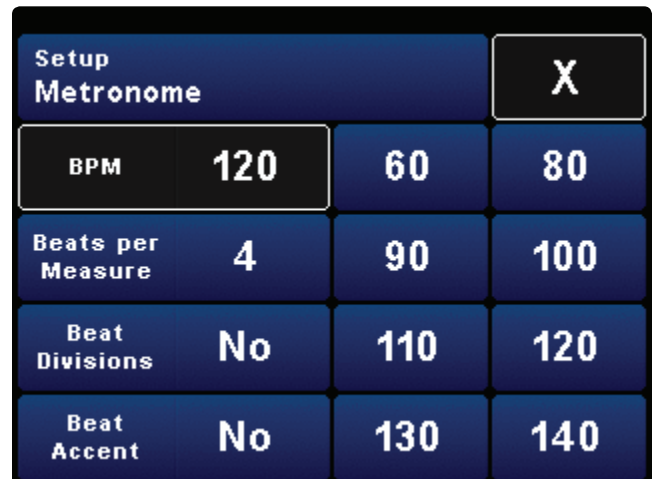 Setup
Metronome
X
BPM 120 60 80
Beats per
Measure
4 90 100
Beat
Divisions
No 110 120
Beat
Accent
No 130 140